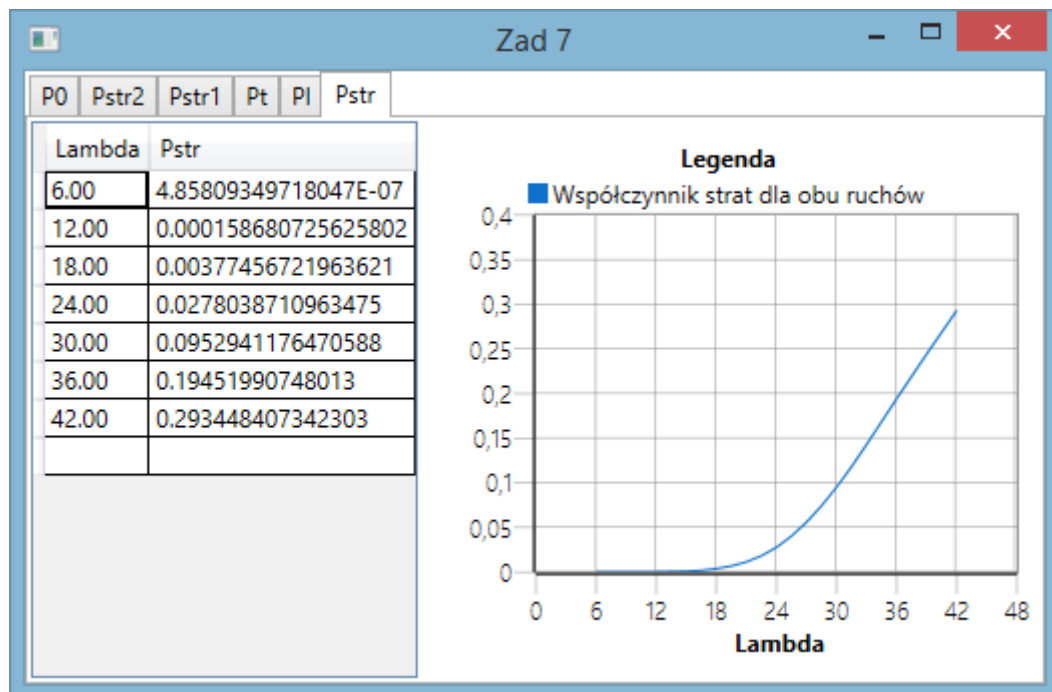 Zad 7
P0 Pstr2 Pstr1 Pt Pl Pstr
Lambda Pstr
6.00 4.85809349718047E-07
12.00 0.000158680725625802
18.00 0.00377456721963621
24.00 0.0278038710963475
30.00 0.0952941176470588
36.00 0.19451990748013
42.00 0.293448407342303
Legenda
Współczynnik strat dla obu ruchów
0,4
0,35
0,3
0,25
0,2
0,15
0,1
0,05
0
0 6 12 18 24 30 36 42 48
Lambda